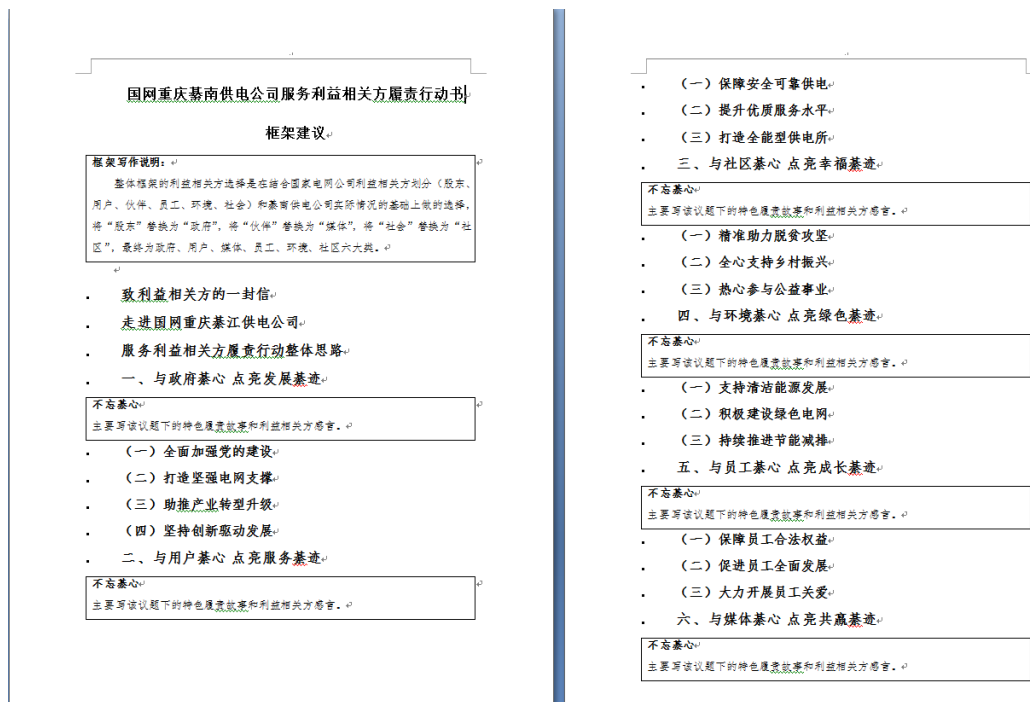 国网重庆綦南供电公司服务利益相关方履责行动书
框架建议
框架写作说明：
整体框架的利益相关方选择是在结合国家电网公司利益相关方划分（股东、
用户、伙伴、员工、环境、社会）和綦南供电公司实际情况的基础上做的选择，
将“股东”替换为“政府”，将“伙伴”替换为“媒体”，将“社会”替换为“社
区”，最终为政府、用户、媒体、员工、环境、社区六大类。
致利益相关方的一封信
走进国网重庆綦江供电公司
服务利益相关方履责行动整体思路
一、与政府綦心 点亮发展綦迹
不忘綦心
主要写该议题下的特色履责故事和利益相关方感言。
（一）全面加强党的建设
（二）打造坚强电网支撑
（三）助推产业转型升级
（四）坚持创新驱动发展
二、与用户綦心 点亮服务綦迹
不忘綦心
主要写该议题下的特色履责故事和利益相关方感言。
（一）保障安全可靠供电
（二）提升优质服务水平
（三）打造全能型供电所
三、与社区綦心 点亮幸福綦迹
不忘綦心
主要写该议题下的特色履责故事和利益相关方感言。
（一）精准助力脱贫攻坚
（二）全心支持乡村振兴
（三）热心参与公益事业
四、与环境綦心 点亮绿色綦迹
不忘綦心
主要写该议题下的特色履责故事和利益相关方感言。
（一）支持清洁能源发展
（二）积极建设绿色电网
（三）持续推进节能减排
五、与员工綦心 点亮成长綦迹
不忘綦心
主要写该议题下的特色履责故事和利益相关方感言。
（一）保障员工合法权益
（二）促进员工全面发展
（三）大力开展员工关爱
六、与媒体綦心 点亮共赢綦迹
不忘綦心
主要写该议题下的特色履责故事和利益相关方感言。